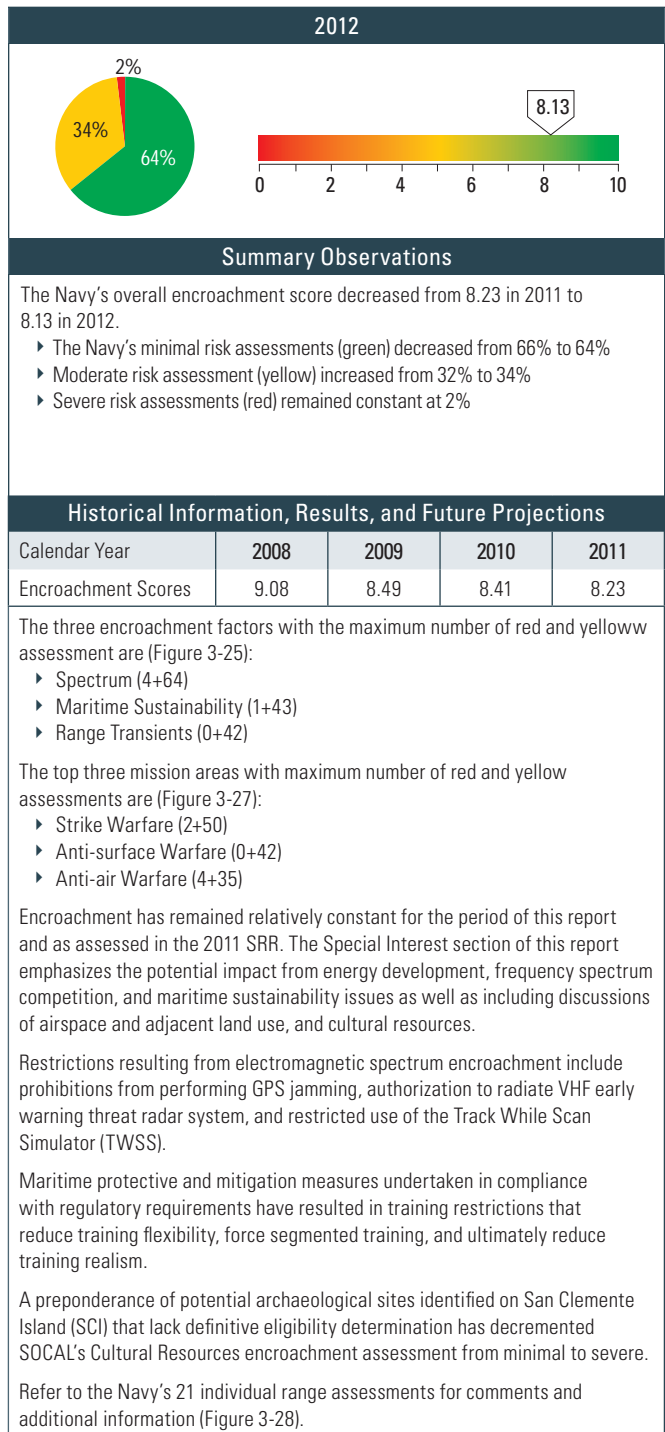 2012
2%
34%
64%
8.13
0 2 4 6 8 10
Summary Observations
The Navy's overall encroachment score decreased from 8.23 in 2011 to
8.13 in 2012.
‣ The Navy's minimal risk assessments (green) decreased from 66% to 64%
‣ Moderate risk assessment (yellow) increased from 32% to 34%
‣ Severe risk assessments (red) remained constant at 2%
Historical Information, Results, and Future Projections
Calendar Year 2008 2009 2010 2011
Encroachment Scores 9.08 8.49 8.41 8.23
The three encroachment factors with the maximum number of red and yelloww
assessment are (Figure 3-25):
‣ Spectrum (4+64)
‣ Maritime Sustainability (1+43)
‣ Range Transients (0+42)
The top three mission areas with maximum number of red and yellow
assessments are (Figure 3-27):
‣ Strike Warfare (2+50)
‣ Anti-surface Warfare (0+42)
‣ Anti-air Warfare (4+35)
Encroachment has remained relatively constant for the period of this report
and as assessed in the 2011 SRR. The Special Interest section of this report
emphasizes the potential impact from energy development, frequency spectrum
competition, and maritime sustainability issues as well as including discussions
of airspace and adjacent land use, and cultural resources.
Restrictions resulting from electromagnetic spectrum encroachment include
prohibitions from performing GPS jamming, authorization to radiate VHF early
warning threat radar system, and restricted use of the Track While Scan
Simulator (TWSS).
Maritime protective and mitigation measures undertaken in compliance
with regulatory requirements have resulted in training restrictions that
reduce training flexibility, force segmented training, and ultimately reduce
training realism.
A preponderance of potential archaeological sites identified on San Clemente
Island (SCI) that lack definitive eligibility determination has decremented
SOCAL's Cultural Resources encroachment assessment from minimal to severe.
Refer to the Navy's 21 individual range assessments for comments and
additional information (Figure 3-28).